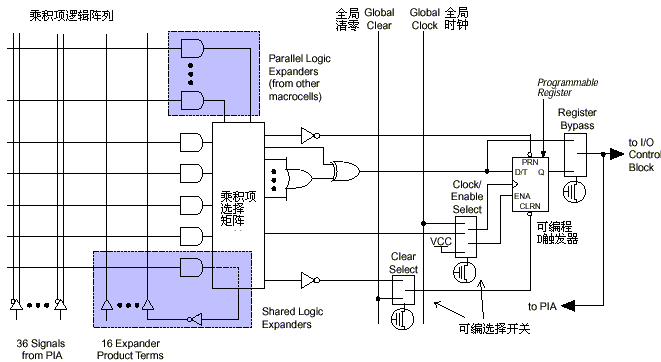 乘积项逻辑阵列
全局
清零
Global
Clear
Global
Clock
全局
时钟
Parallel Logic
Expanders
(from other
macrocells)
Programmable
Register
Register
Bypass
to I/O
Control
Block
PRN
D/T
Q
ENA
CLRN
乘积项
选择
矩阵
Clock/
Enable
Select
VCC
可编程
D触发器
Clear
Select
Shared Logic
Expanders
可编选择开关
to PIA
36 Signals
from PIA
16 Expander
Product Terms